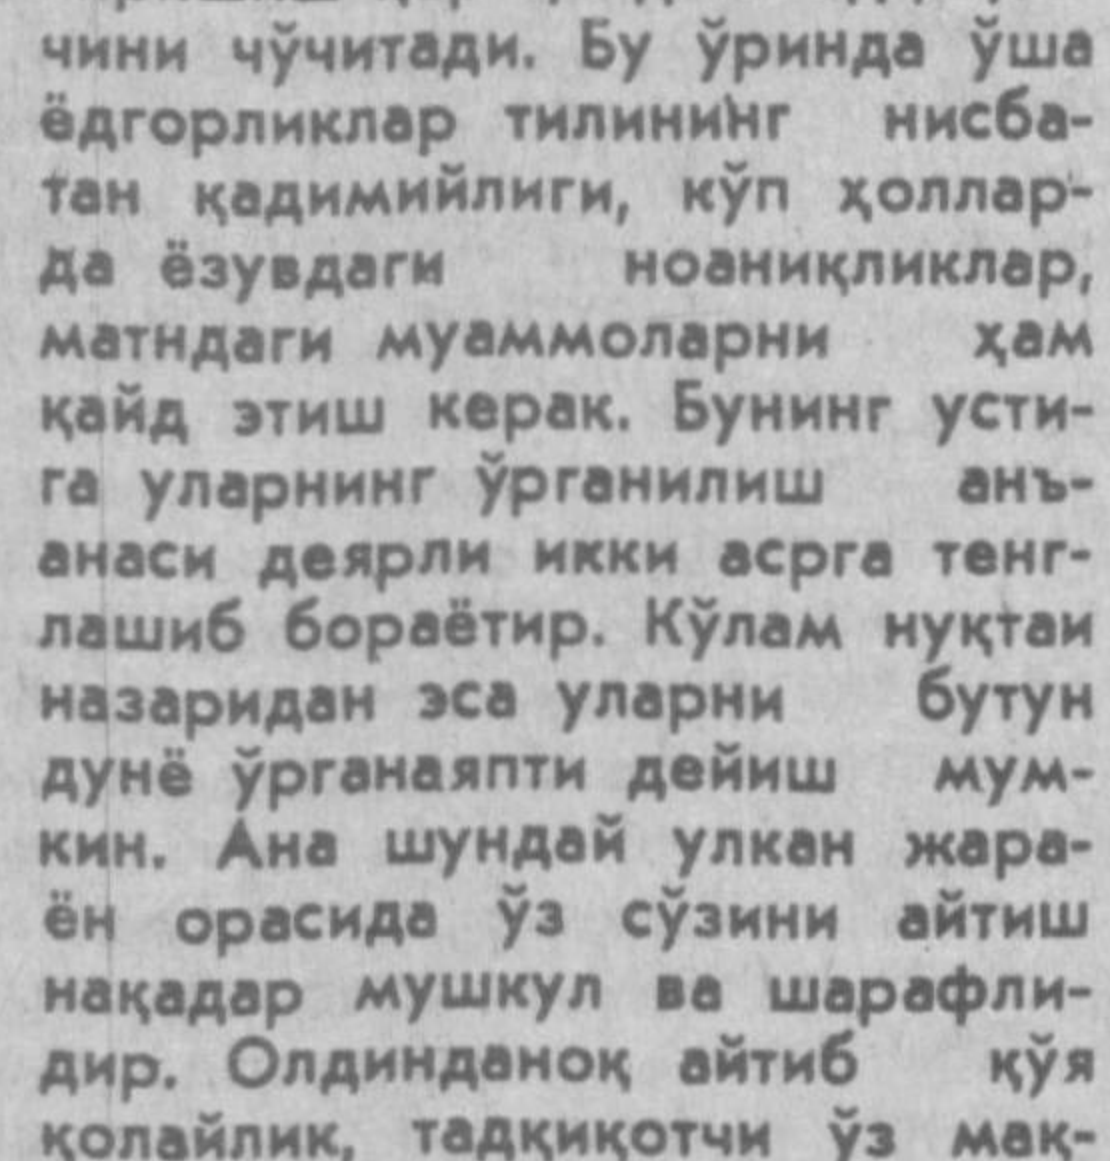 чини чўчитади. Бу ўринда ўша
ёдгорликлар тилининг нисба-
тан қадимийлиги, кўп ҳоллар-
да ёзувдаги ноаниқликлар,
матндаги муаммоларни ҳам
қайд этиш керак. Бунинг усти-
га уларнинг ўрганилиш анъ-
анаси деярли икки асрга тенг-
лашиб бораётир. Кўлам нуқтаи
назаридан эса уларни бутун
дунё ўрганаяпти дейиш мум-
кин. Ана шундай улкан жара-
ён орасида ўз сўзини айтиш
нақадар мушкул ва шарафли-
дир. Олдинданоқ айтиб қўя
қолайлик, тадқиқотчи ўз мақ-